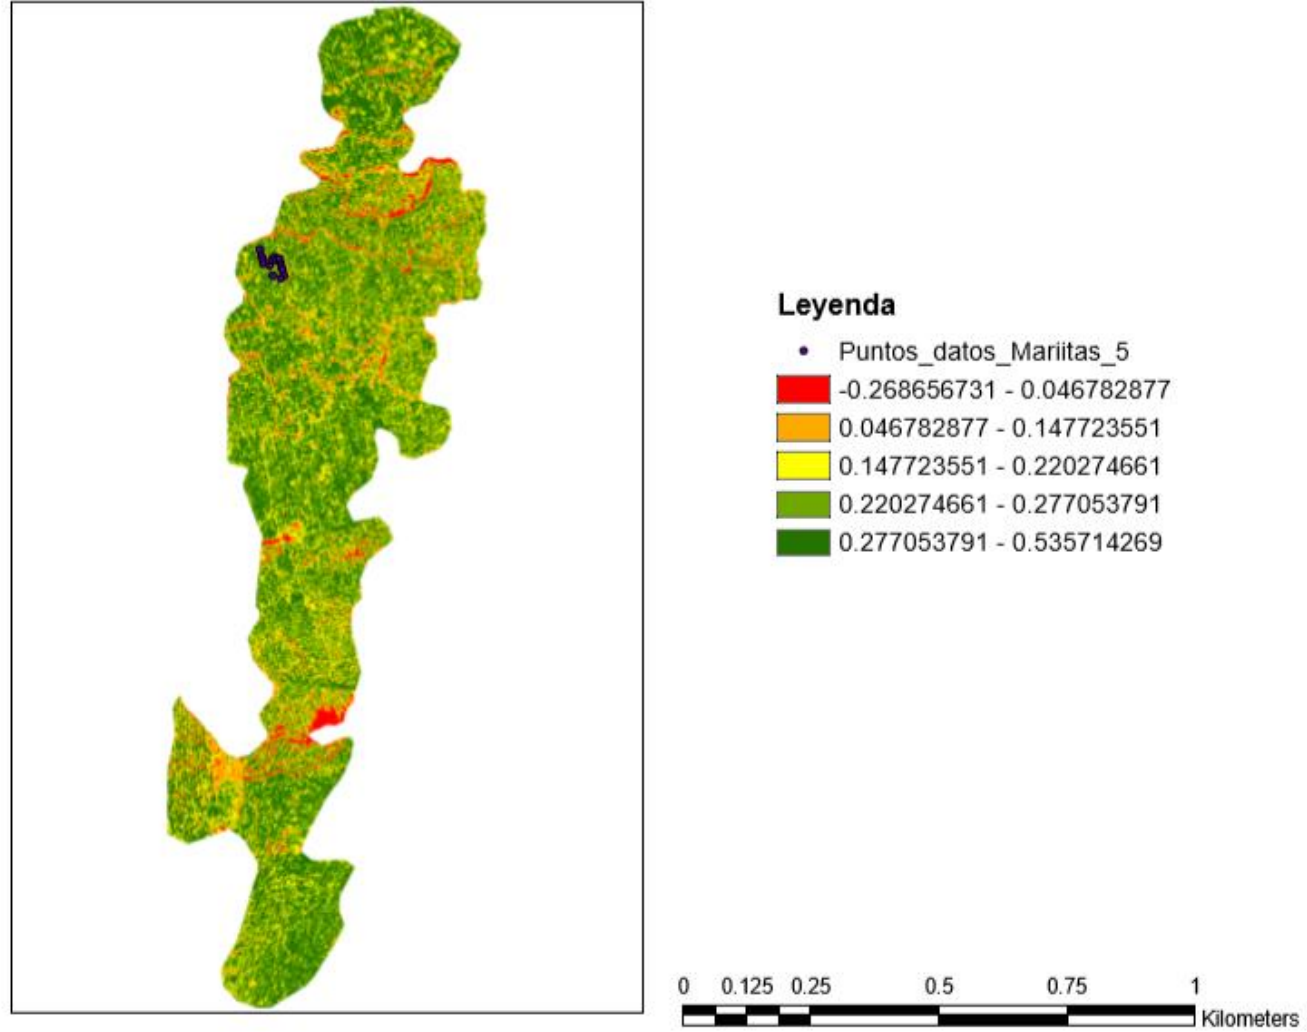 Leyenda
Puntos_datos_Mariitas_5
-0.268656731 - 0.046782877
0.046782877 - 0.147723551
0.147723551 - 0.220274661
0.220274661 - 0.277053791
0.277053791 - 0.535714269
0 0.125 0.25 0.5 0.75 1
Kilometers